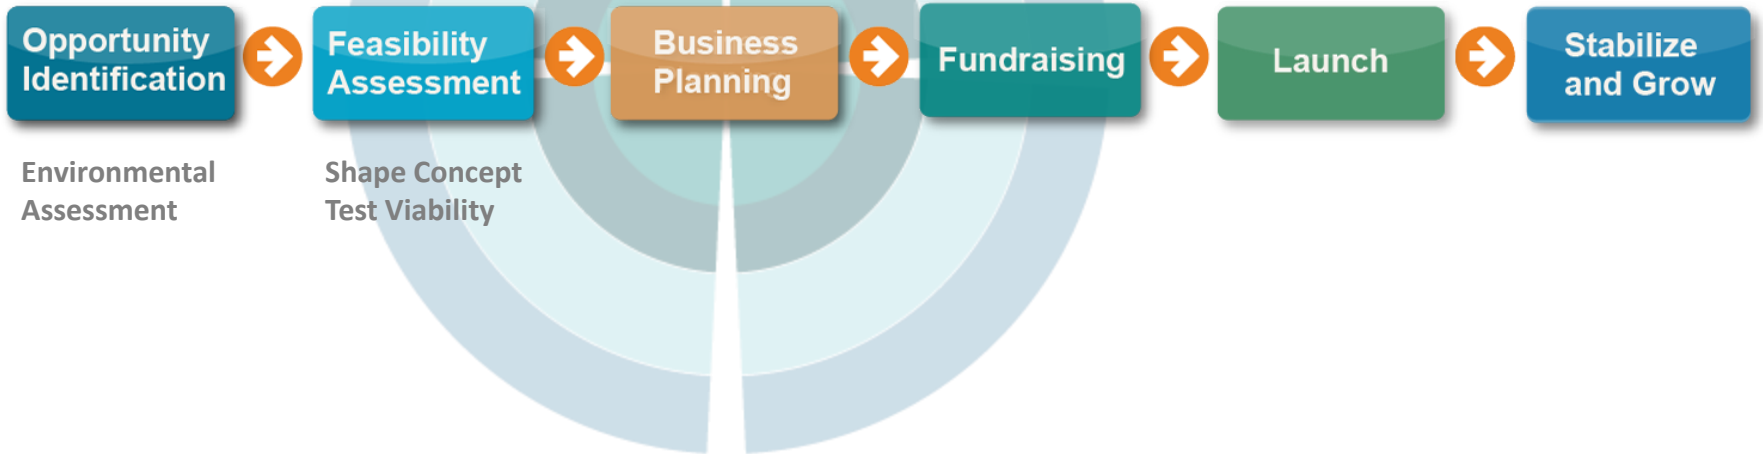 Opportunity
Identification
Feasibility
Assessment
Business
Planning
Fundraising
Launch
Stabilize
and Grow
Environmental
Assessment
Shape Concept
Test Viability